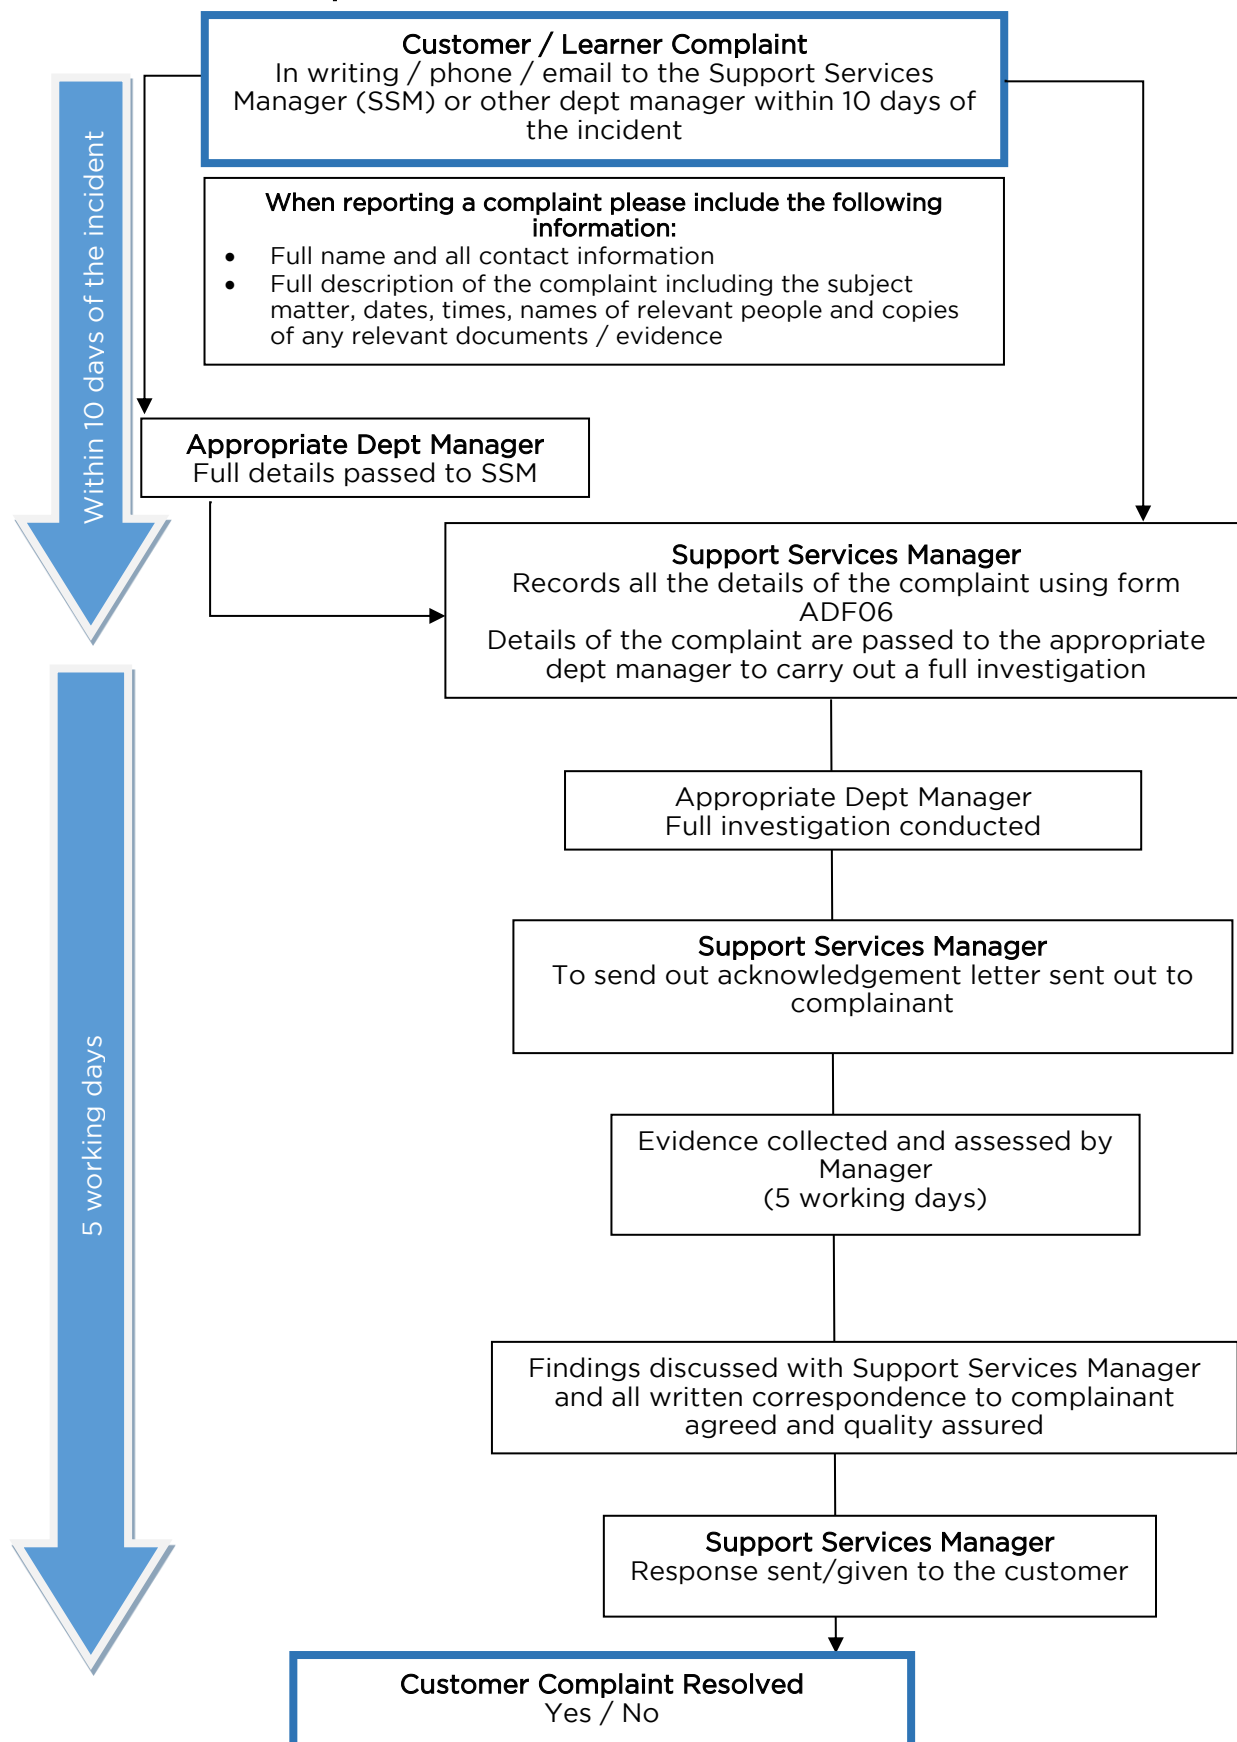 Customer / Learner Complaint
In writing / phone / email to the Support Services
Manager (SSM) or other dept manager within 10 days of
the incident
When reporting a complaint please include the following
information:
• Full name and all contact information
• Full description of the complaint including the subject
matter, dates, times, names of relevant people and copies
of any relevant documents / evidence
Within 10 days of the incident
Appropriate Dept Manager
Full details passed to SSM
Support Services Manager
Records all the details of the complaint using form
ADF06
Details of the complaint are passed to the appropriate
dept manager to carry out a full investigation
Appropriate Dept Manager
Full investigation conducted
Support Services Manager
To send out acknowledgement letter sent out to
complainant
5 working days
Evidence collected and assessed by
Manager
(5 working days)
Findings discussed with Support Services Manager
and all written correspondence to complainant
agreed and quality assured
Support Services Manager
Response sent/given to the customer
Customer Complaint Resolved
Yes / No